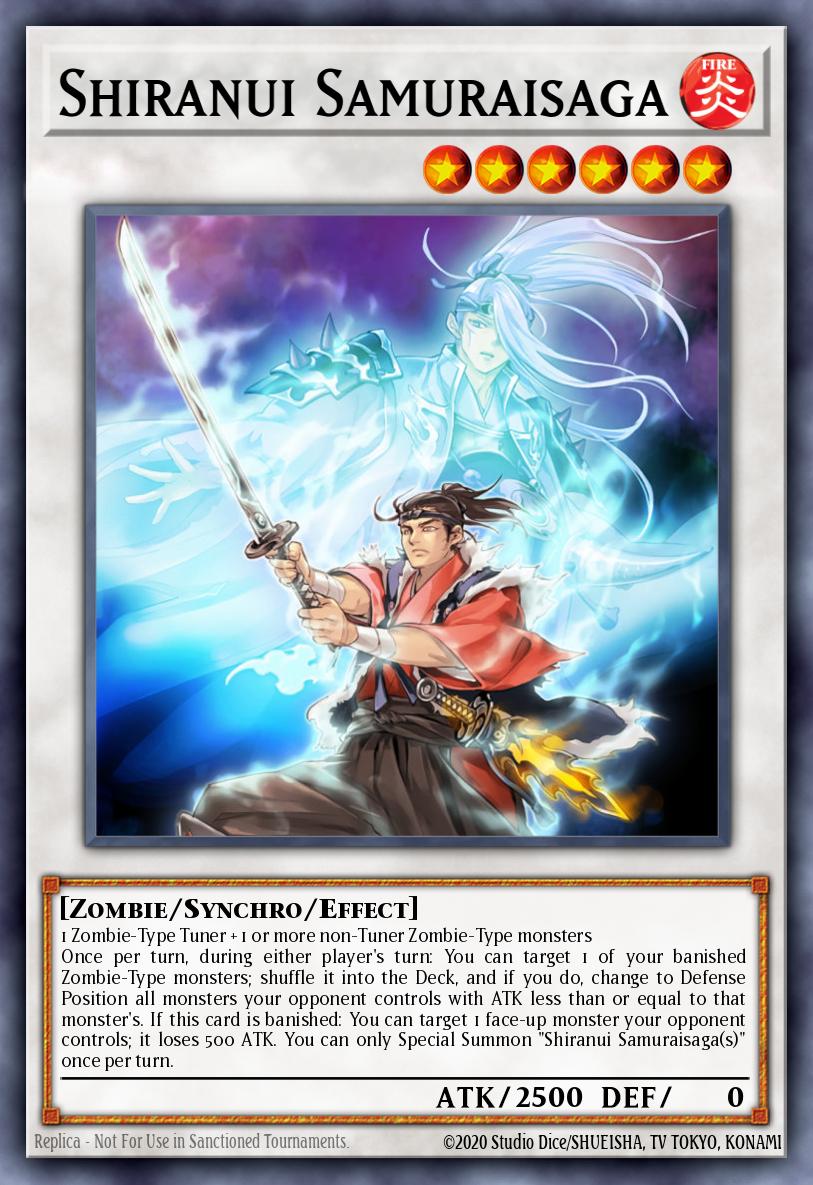 Shiranui Samuraisaga
FIRE
炎
[Zombie/Synchro/Effect]
1 Zombie-Type Tuner + 1 or more non-Tuner Zombie-Type monsters
Once per turn, during either player's turn: You can target 1 of your banished
Zombie-Type monsters; shuffle it into the Deck, and if you do, change to Defense
Position all monsters your opponent controls with ATK less than or equal to that
monster's. If this card is banished: You can target 1 face-up monster your opponent
controls; it loses 500 ATK. You can only Special Summon "Shiranui Samuraisaga(s)"
once per turn.
ATK/2500 DEF/ 0
Replica - Not For Use in Sanctioned Tournaments.
©2020 Studio Dice/SHUEISHA, TV TOKYO, KONAMI